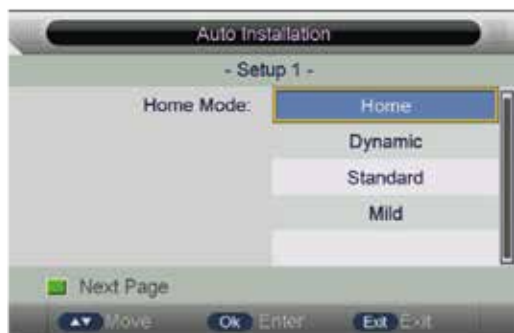 Auto Installation
- Setup 1 -
Home Mode: Home
Dynamic
Standard
Mild
Next Page
▲▼ Move Ok Enter Exit Exit